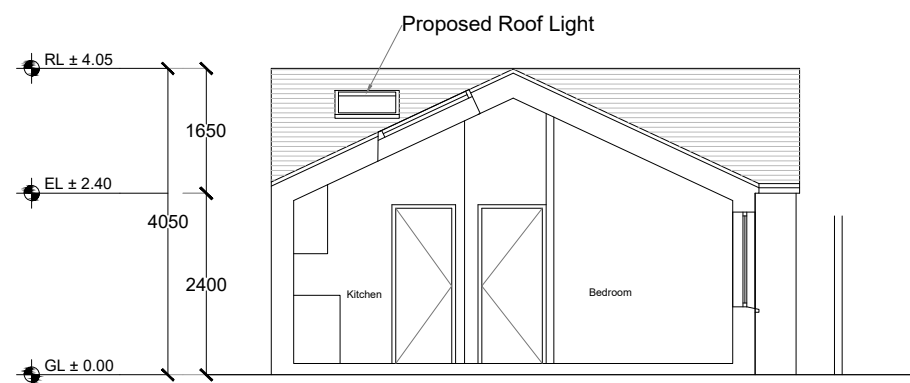 Proposed Roof Light
RL ± 4.05
1650
EL ± 2.40
4050
2400
Kitchen
Bedroom
GL ± 0.00